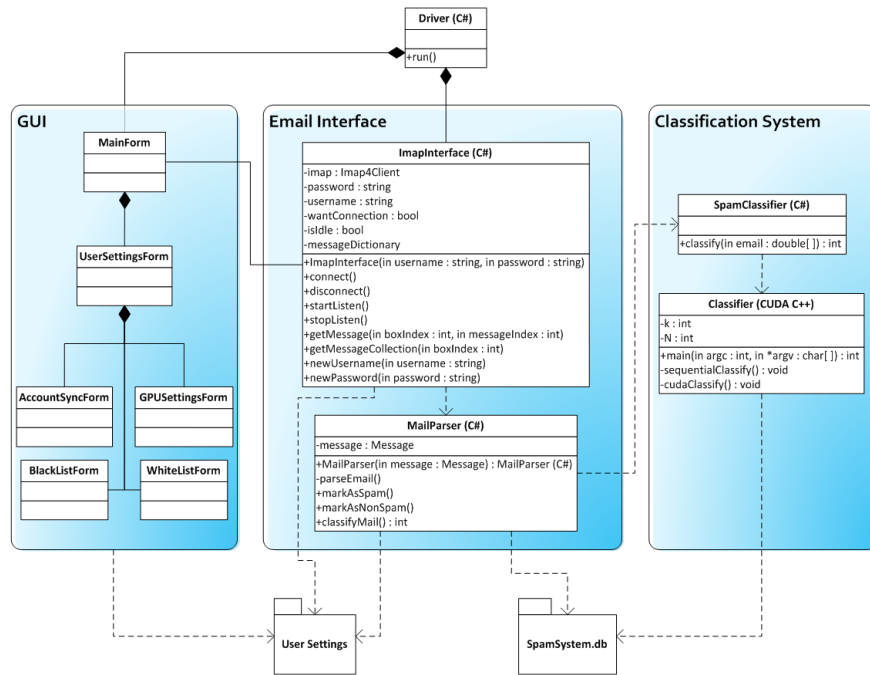 Driver (C#)
+run()
GUI
MainForm
UserSettingsForm
AccountSyncForm
GPUSettingsForm
BlackListForm
WhiteListForm
Email Interface
ImapInterface (C#)
-imap : Imap4Client
-password : string
-username : string
-wantConnection : bool
-isIdle : bool
-messageDictionary
+ImapInterface(in username : string, in password : string)
+connect()
+disconnect()
+startListen()
+stopListen()
+getMessage(in boxIndex : int, in messageIndex : int)
+getMessageCollection(in boxIndex : int)
+newUsername(in username : string)
+newPassword(in password : string)
MailParser (C#)
-message : Message
+MailParser(in message : Message) : MailParser (C#)
-parseEmail()
+markAsSpam()
+markAsNonSpam()
+classifyMail() : int
Classification System
SpamClassifier (C#)
+classify(in email : double[ ]) : int
Classifier (CUDA C++)
-k : int
-N : int
+main(in argc : int, in *argv : char[ ]) : int
-sequentialClassify() : void
-cudaClassify() : void
User Settings
SpamSystem.db